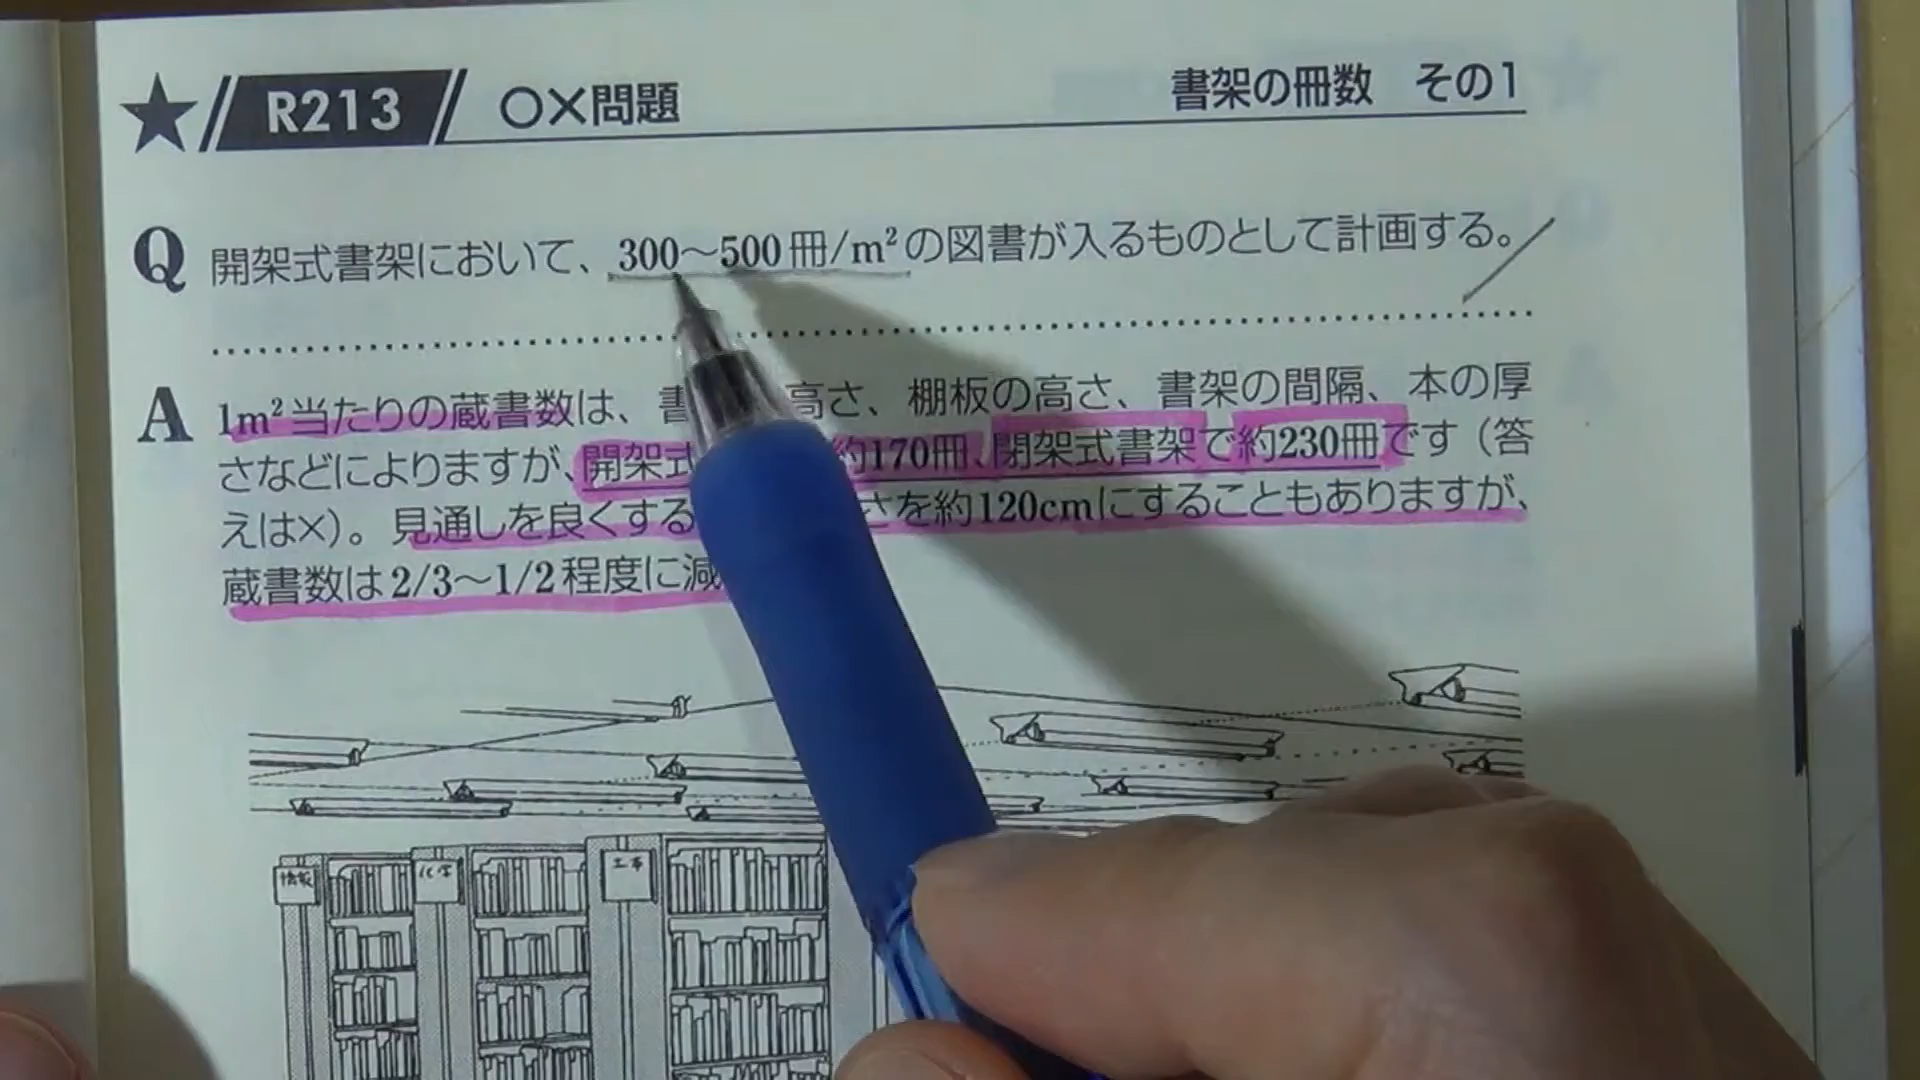 ★ R213 ○×問題 書架の冊数 その1
Q 開架式書架において、300〜500冊/m²の図書が入るものとして計画する。
A 1m²当たりの蔵書数は、書 高さ、棚板の高さ、書架の間隔、本の厚
さなどによりますが、開架式 約170冊、閉架式書架で約230冊です（答
えは×）。見通しを良くする さを約120cmにすることもありますが、
蔵書数は2/3〜1/2程度に減
化学
工事